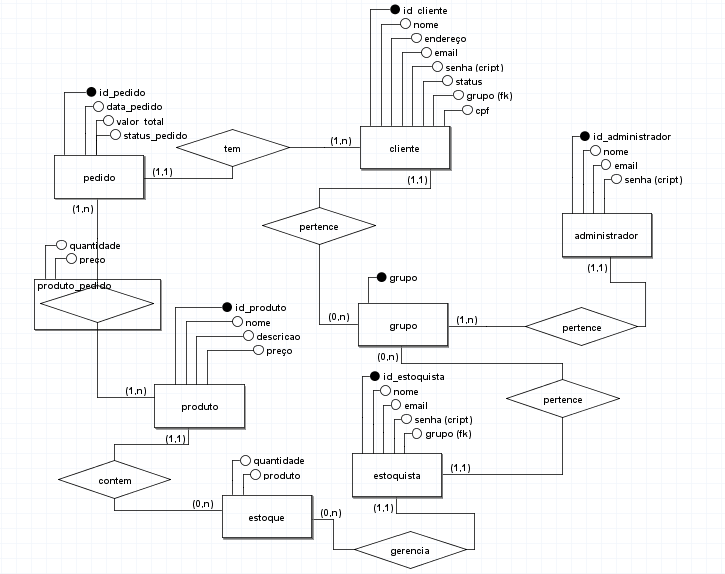 id_cliente
nome
endereço
email
senha (cript)
status
grupo (fk)
cpf
cliente
id_pedido
data_pedido
valor_total
status_pedido
pedido
tem
(1,n)
(1,1)
(1,1)
(1,n)
id_administrador
nome
email
senha (cript)
administrador
(1,1)
pertence
quantidade
preço
produto_pedido
grupo
grupo
(0,n)
(1,n)
(0,n)
pertence
id_produto
nome
descricao
preço
produto
(1,n)
(1,1)
id_estoquista
nome
email
senha (cript)
grupo (fk)
estoquista
(1,1)
(1,1)
pertence
contem
quantidade
produto
estoque
(0,n)
(0,n)
gerencia